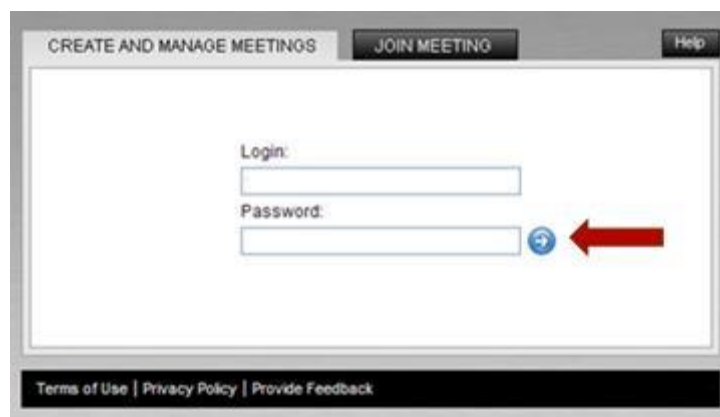 CREATE AND MANAGE MEETINGS JOIN MEETING Help
Login:
Password:
Terms of Use | Privacy Policy | Provide Feedback